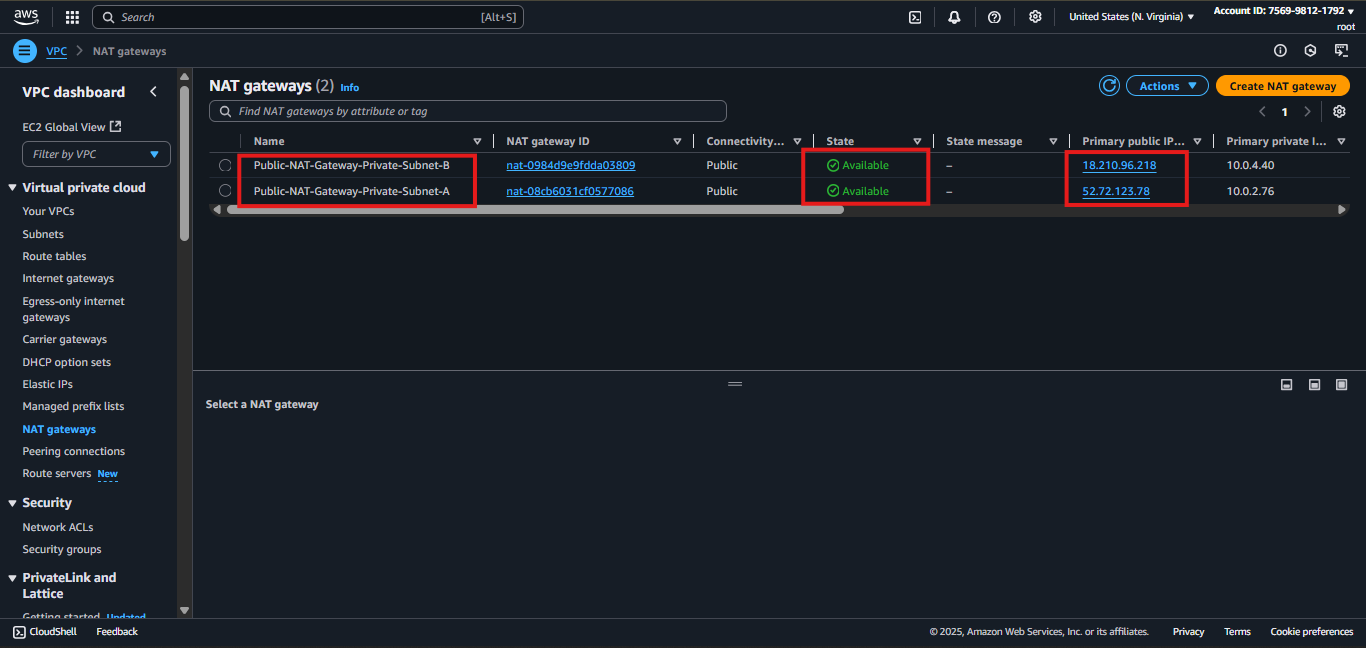 aws
Search [Alt+S]
United States (N. Virginia)
Account ID: 7569-9812-1792
root
VPC
NAT gateways
VPC dashboard
EC2 Global View
Filter by VPC
Virtual private cloud
Your VPCs
Subnets
Route tables
Internet gateways
Egress-only internet
gateways
Carrier gateways
DHCP option sets
Elastic IPs
Managed prefix lists
NAT gateways
Peering connections
Route servers New
Security
Network ACLs
Security groups
PrivateLink and
Lattice
Getting started Updated
NAT gateways (2) Info
Actions
Create NAT gateway
Find NAT gateways by attribute or tag
1
Name NAT gateway ID Connectivity... State State message Primary public IP... Primary private I...
Public-NAT-Gateway-Private-Subnet-B nat-0984d9e9fdda03809 Public Available – 18.210.96.218 10.0.4.40
Public-NAT-Gateway-Private-Subnet-A nat-08cb6031cf0577086 Public Available – 52.72.123.78 10.0.2.76
Select a NAT gateway
CloudShell Feedback © 2025, Amazon Web Services, Inc. or its affiliates. Privacy Terms Cookie preferences